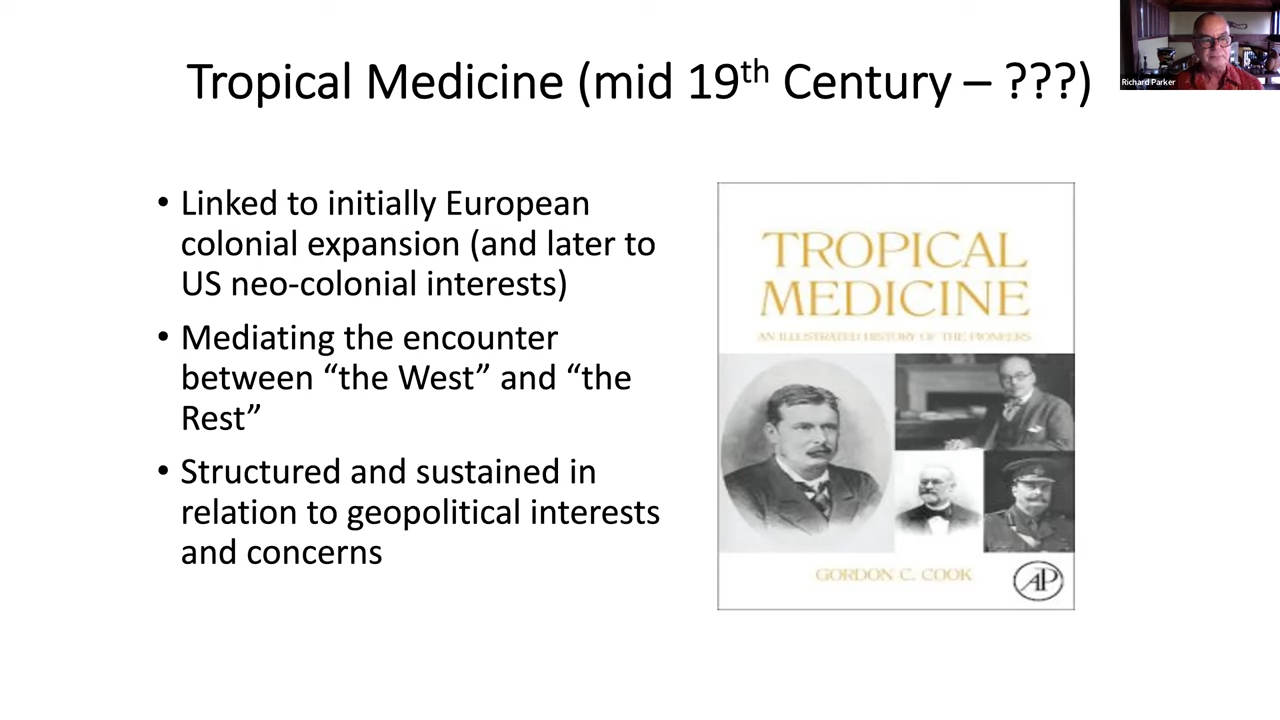 Tropical Medicine (mid 19th Century – ???)
Richard Parker
• Linked to initially European
colonial expansion (and later to
US neo-colonial interests)
• Mediating the encounter
between “the West” and “the
Rest”
• Structured and sustained in
relation to geopolitical interests
and concerns
TROPICAL
MEDICINE
AN ILLUSTRATED HISTORY OF THE PIONEERS
GORDON C. COOK
AP